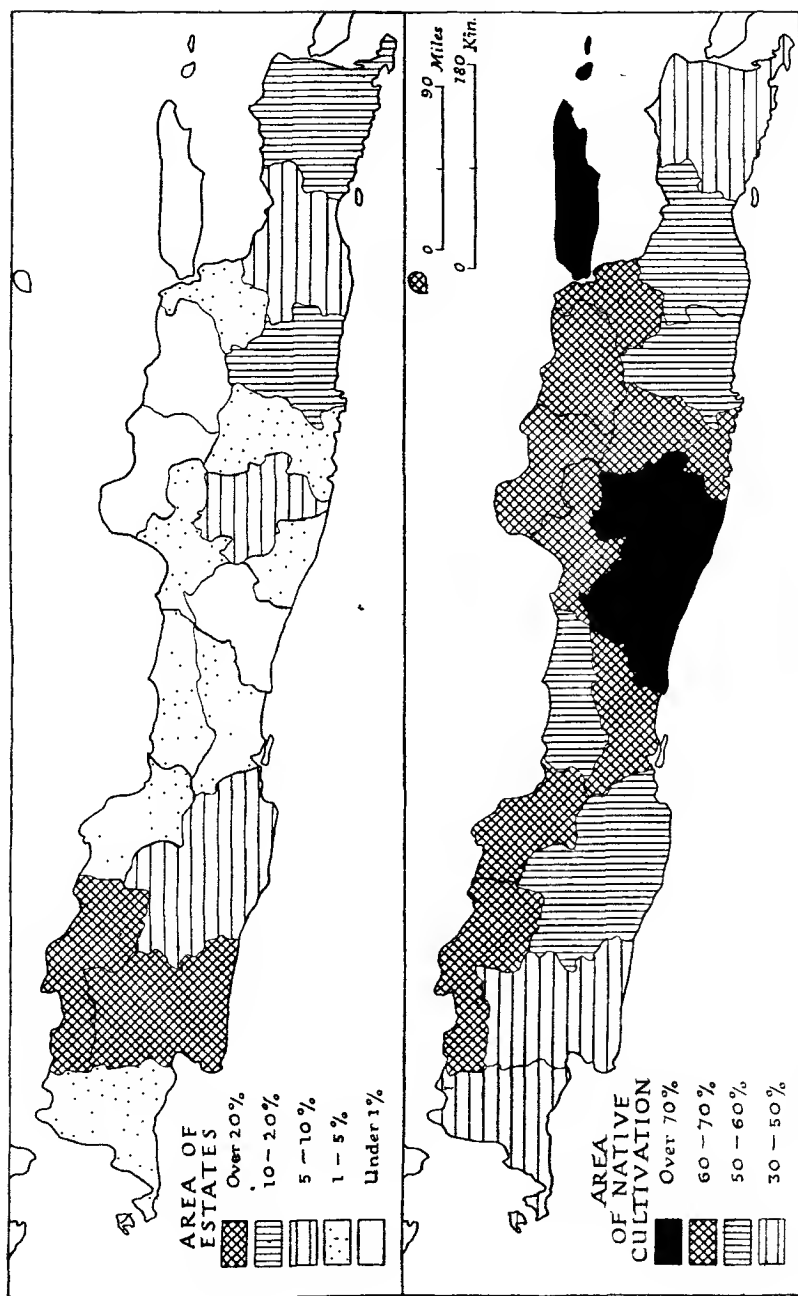 AREA OF
ESTATES
Over 20%
10–20%
5–10%
1–5%
Under 1%
0 90 Miles
0 180 Km.
AREA
OF NATIVE
CULTIVATION
Over 70%
60–70%
50–60%
30–50%